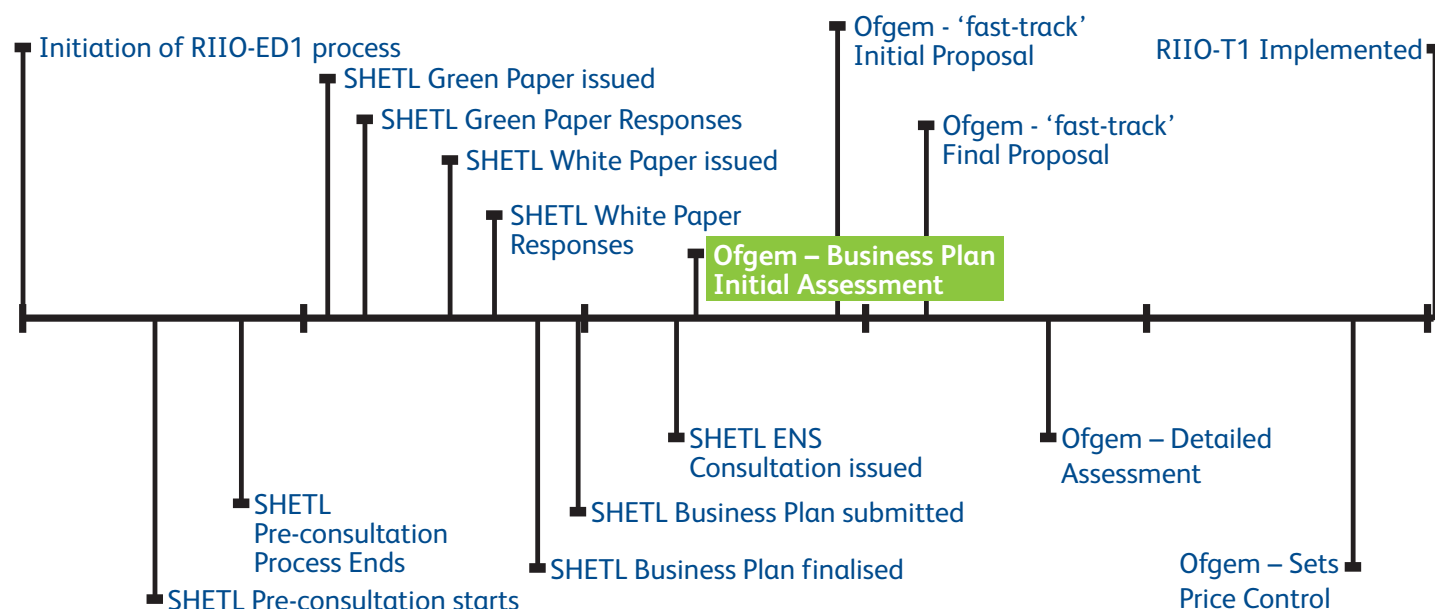 Initiation of RIIO-ED1 process
SHETL Green Paper issued
SHETL Green Paper Responses
SHETL White Paper issued
SHETL White Paper
Responses
Ofgem – Business Plan
Initial Assessment
Ofgem - ‘fast-track’
Initial Proposal
Ofgem - ‘fast-track’
Final Proposal
RIIO-T1 Implemented
SHETL Pre-consultation starts
SHETL
Pre-consultation
Process Ends
SHETL Business Plan finalised
SHETL Business Plan submitted
SHETL ENS
Consultation issued
Ofgem – Detailed
Assessment
Ofgem – Sets
Price Control